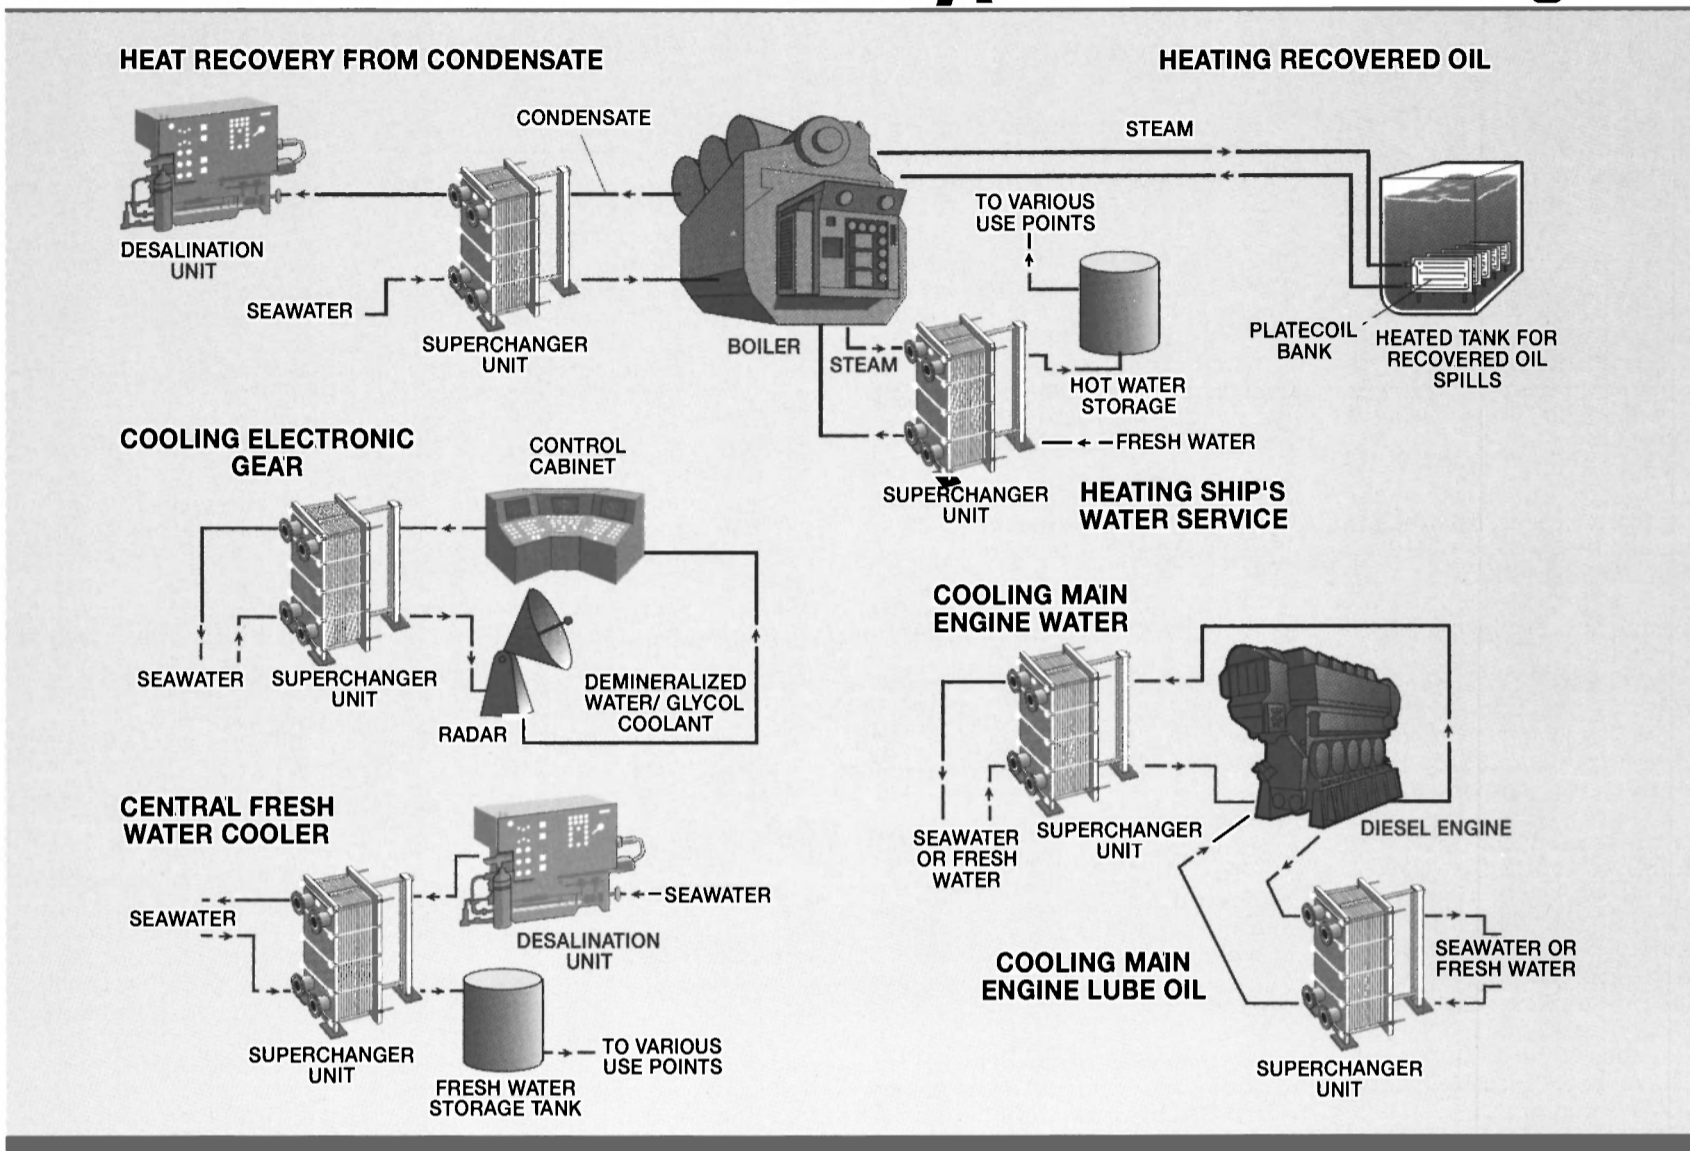 HEAT RECOVERY FROM CONDENSATE
HEATING RECOVERED OIL
CONDENSATE
STEAM
TO VARIOUS
USE POINTS
DESALINATION
UNIT
SEAWATER
SUPERCHANGER
UNIT
BOILER
STEAM
HOT WATER
STORAGE
PLATECOIL
BANK
HEATED TANK FOR
RECOVERED OIL
SPILLS
FRESH WATER
SUPERCHANGER
UNIT
HEATING SHIP'S
WATER SERVICE
COOLING ELECTRONIC
GEAR
CONTROL
CABINET
SEAWATER
SUPERCHANGER
UNIT
RADAR
DEMINERALIZED
WATER/ GLYCOL
COOLANT
COOLING MAIN
ENGINE WATER
SEAWATER
OR FRESH
WATER
SUPERCHANGER
UNIT
DIESEL ENGINE
CENTRAL FRESH
WATER COOLER
SEAWATER
SEAWATER
DESALINATION
UNIT
SUPERCHANGER
UNIT
FRESH WATER
STORAGE TANK
TO VARIOUS
USE POINTS
COOLING MAIN
ENGINE LUBE OIL
SEAWATER OR
FRESH WATER
SUPERCHANGER
UNIT